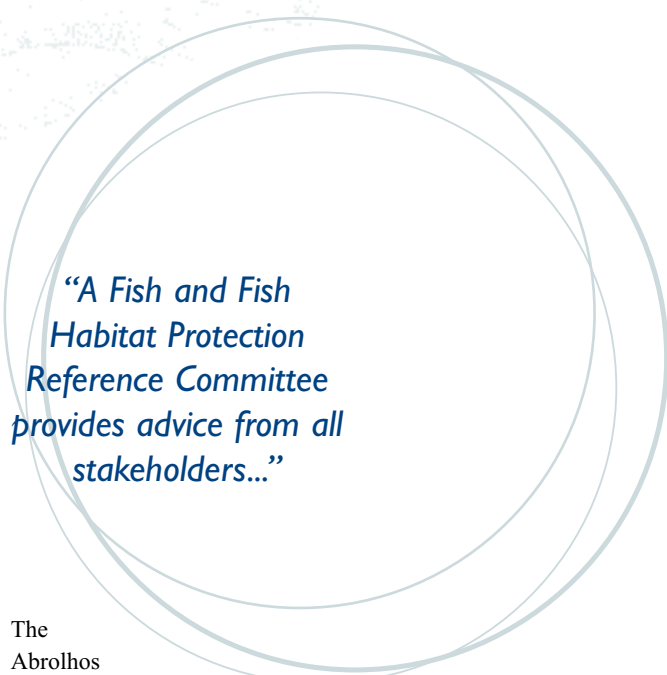 “A Fish and Fish
Habitat Protection
Reference Committee
provides advice from all
stakeholders...”
The
Abrolhos